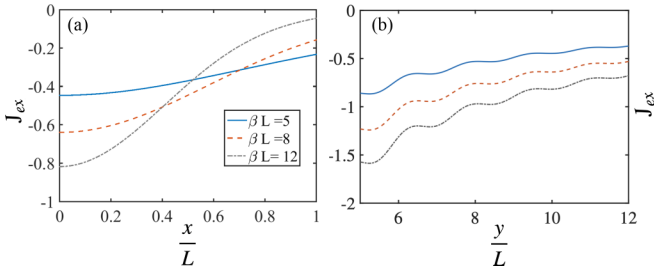 (a)
0
-0.2
-0.4
-0.6
-0.8
-1
J_ex
0 0.2 0.4 0.6 0.8 1
x
L
β L =5
β L =8
β L= 12
(b)
0
-0.5
-1
-1.5
-2
J_ex
6 8 10 12
y
L